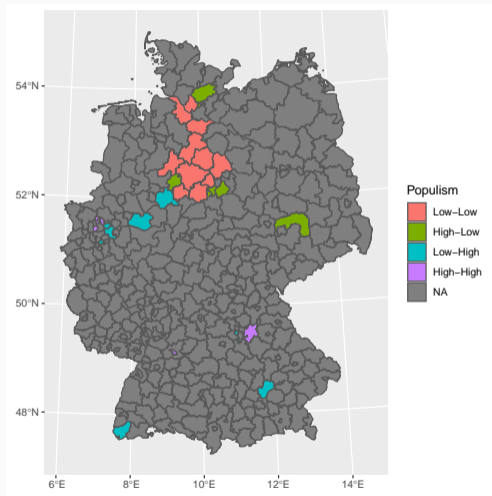 54°N
52°N
50°N
48°N
6°E
8°E
10°E
12°E
14°E
Populism
Low−Low
High−Low
Low−High
High−High
NA